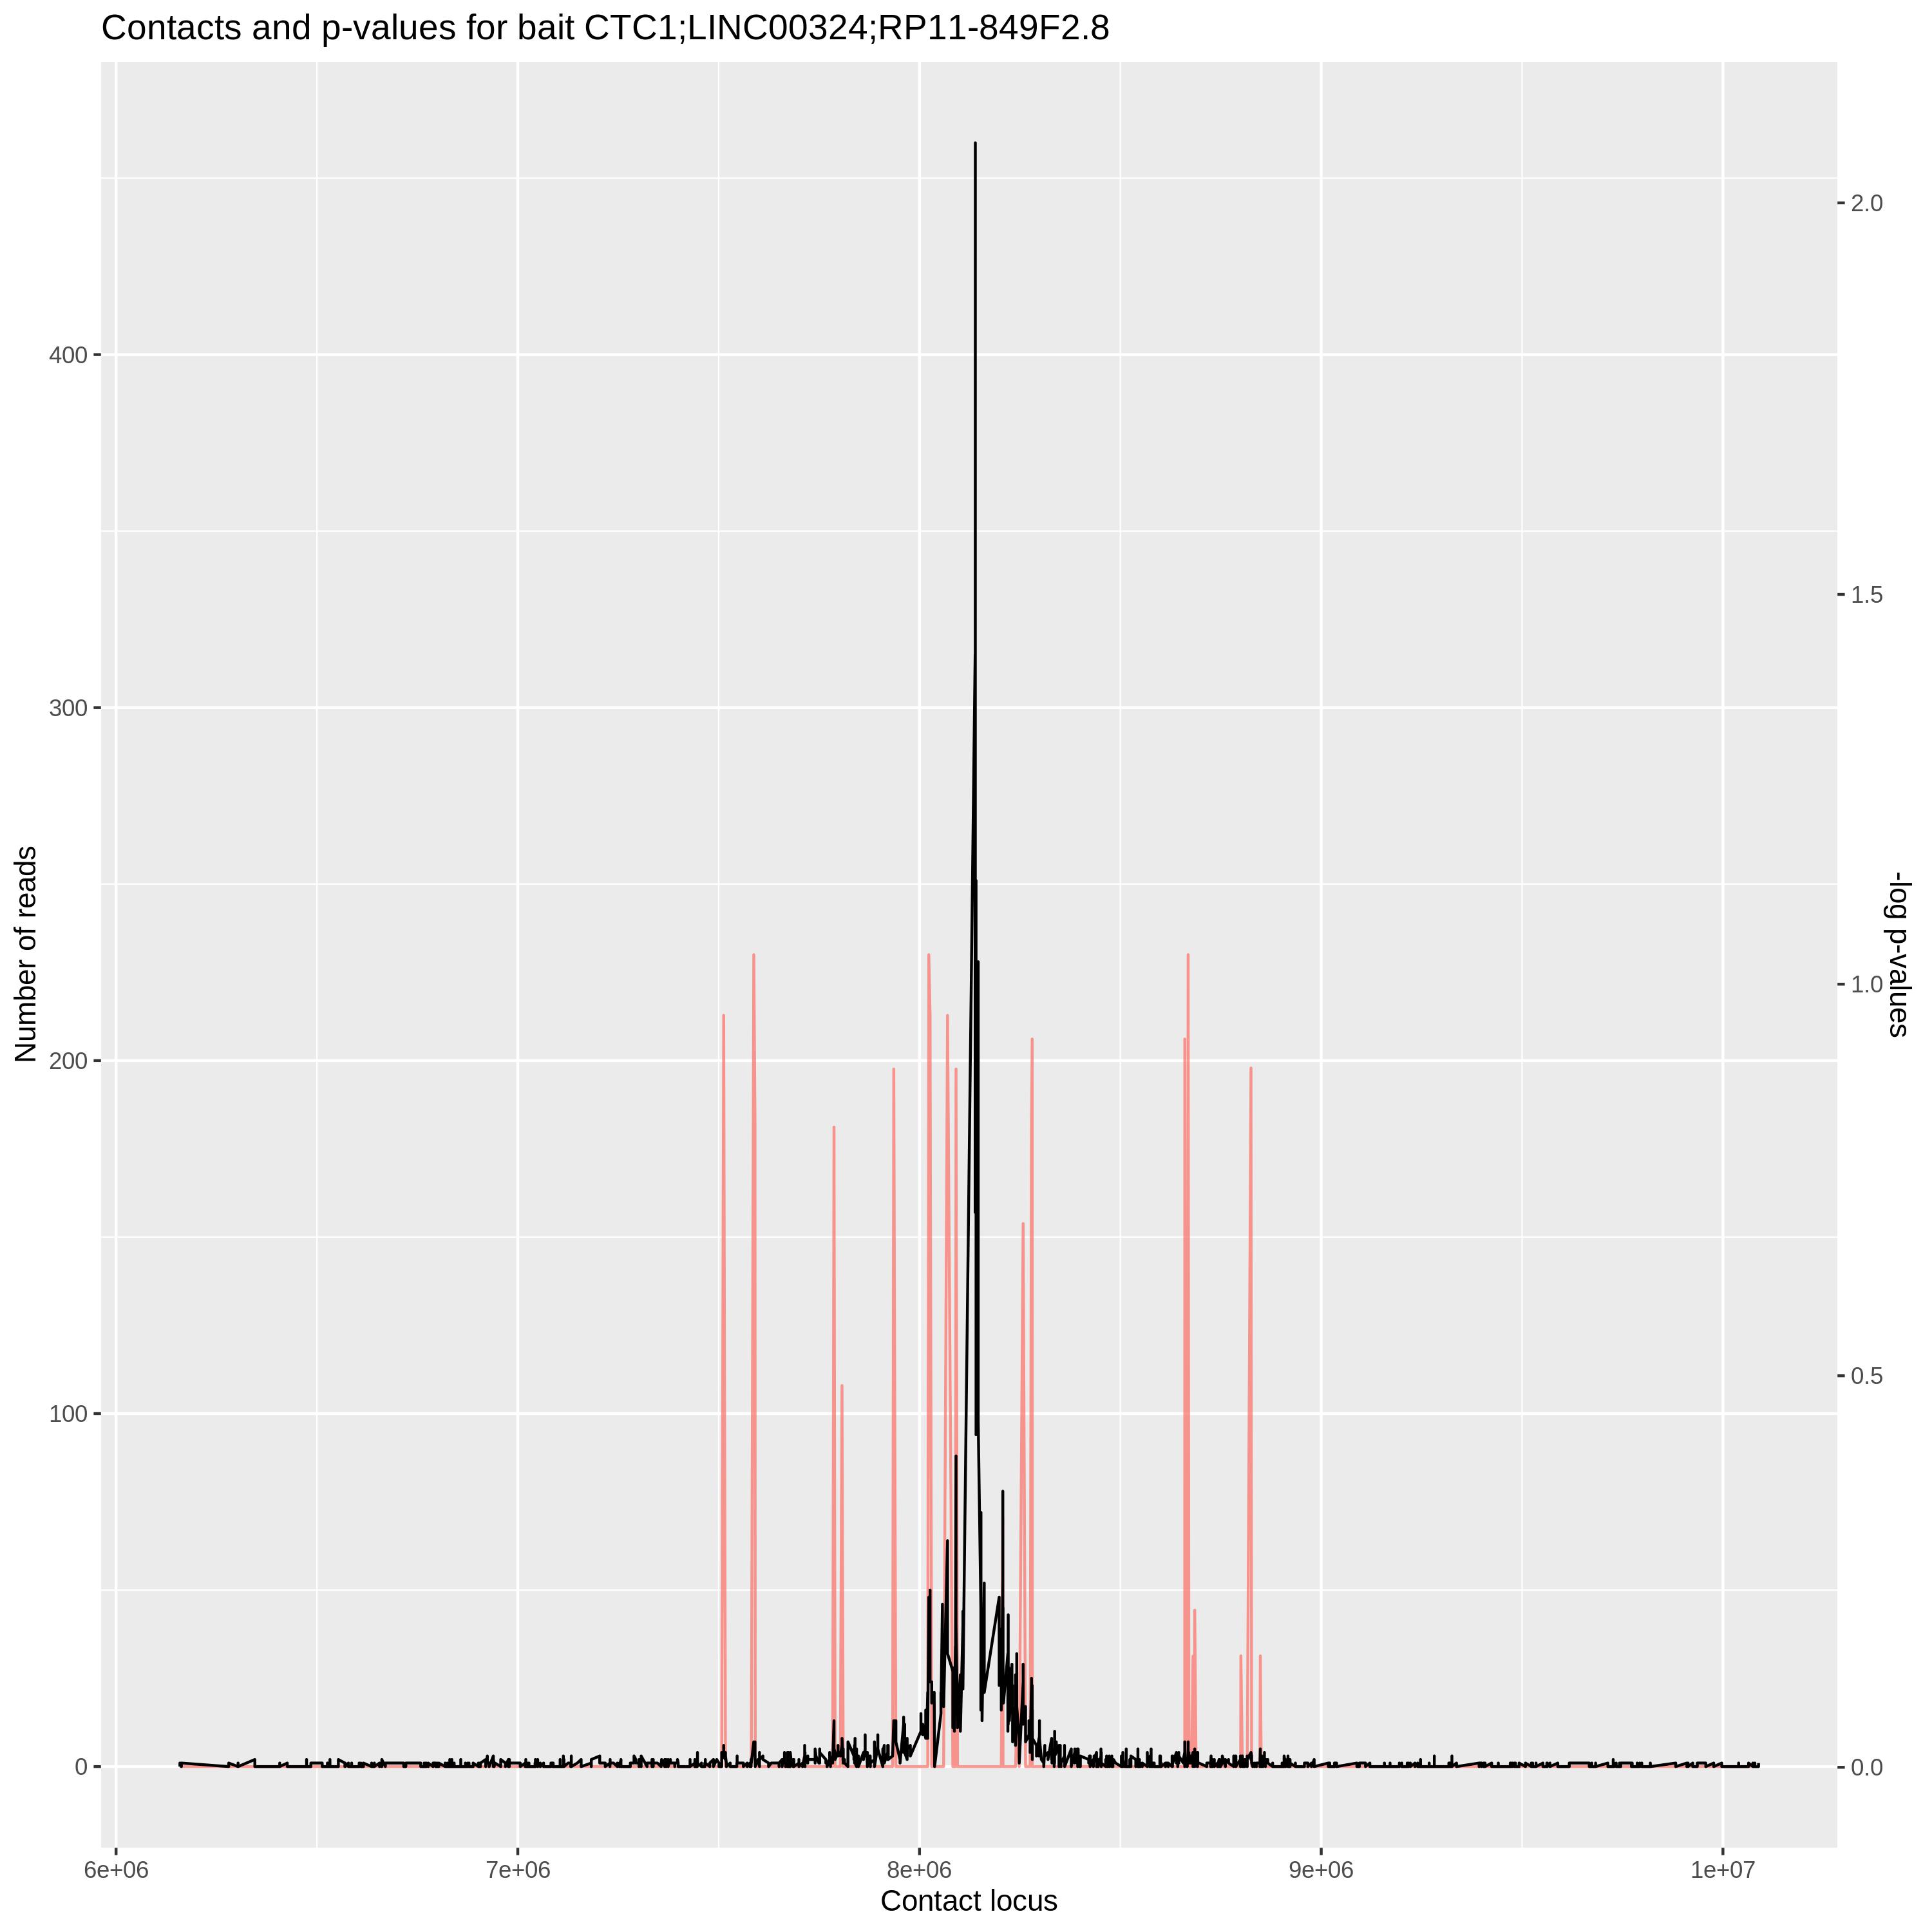 Contacts and p-values for bait CTC1;LINC00324;RP11-849F2.8
Number of reads
400
300
200
100
0
2.0
1.5
1.0
0.5
0.0
-log p-values
6e+06 7e+06 8e+06 9e+06 1e+07
Contact locus